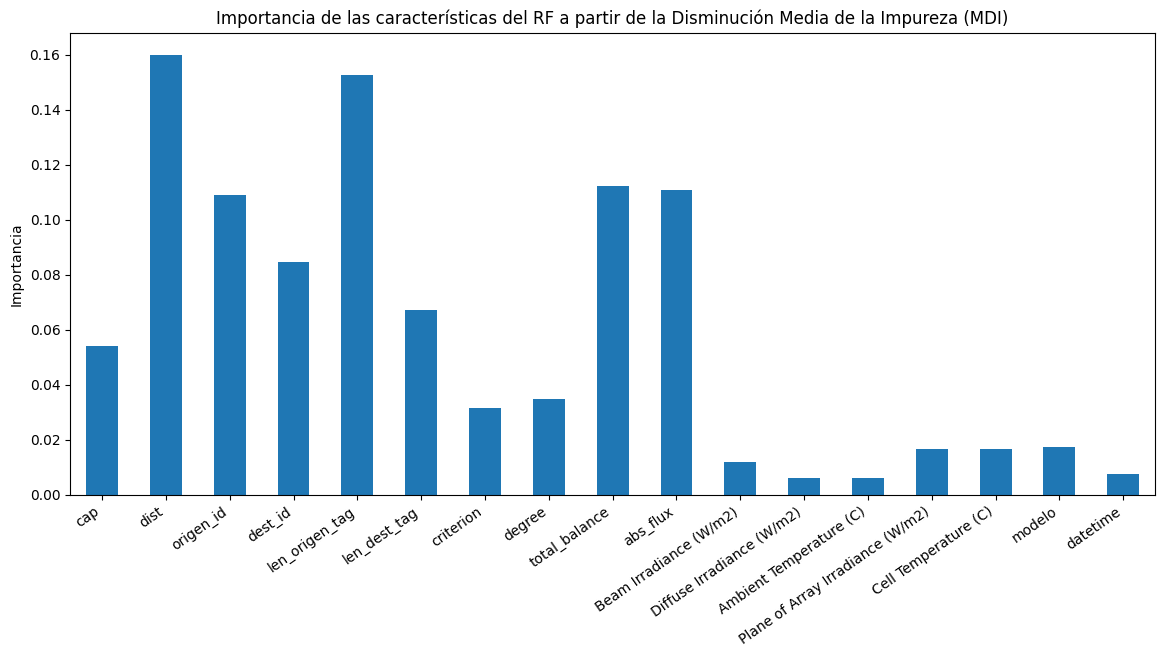 Importancia de las características del RF a partir de la Disminución Media de la Impureza (MDI)
Importancia
0.16
0.14
0.12
0.10
0.08
0.06
0.04
0.02
0.00
cap
dist
origen_id
dest_id
len_origen_tag
len_dest_tag
criterion
degree
total_balance
abs_flux
Beam Irradiance (W/m2)
Diffuse Irradiance (W/m2)
Ambient Temperature (C)
Plane of Array Irradiance (W/m2)
Cell Temperature (C)
modelo
datetime